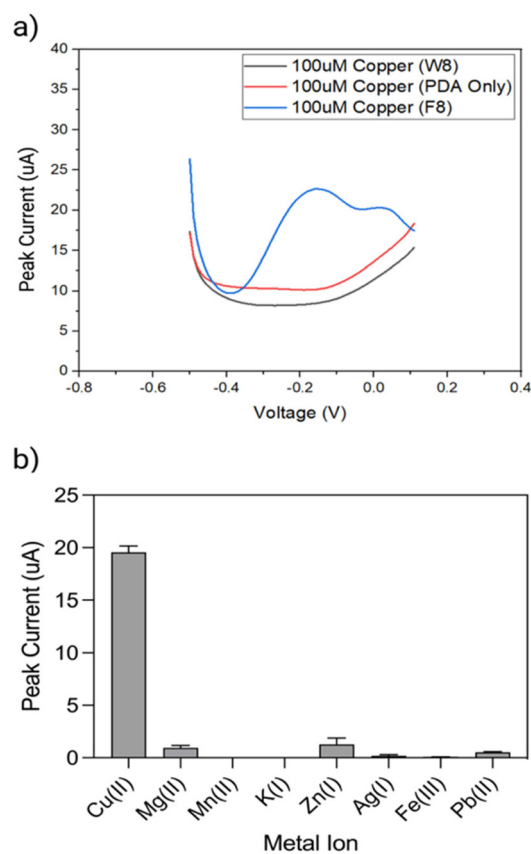 a)
40
35
30
25
20
15
10
5
0
Peak Current (uA)
100uM Copper (W8)
100uM Copper (PDA Only)
100uM Copper (F8)
-0.8 -0.6 -0.4 -0.2 0.0 0.2 0.4
Voltage (V)
b)
25
20
15
10
5
0
Peak Current (uA)
Cu(II) Mg(II) Mn(II) K(I) Zn(I) Ag(I) Fe(III) Pb(II)
Metal Ion